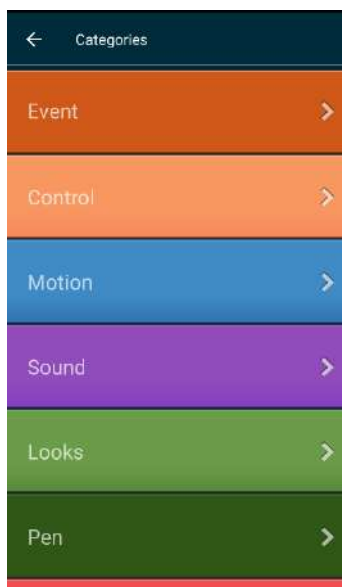 Categories
Event
Control
Motion
Sound
Looks
Pen